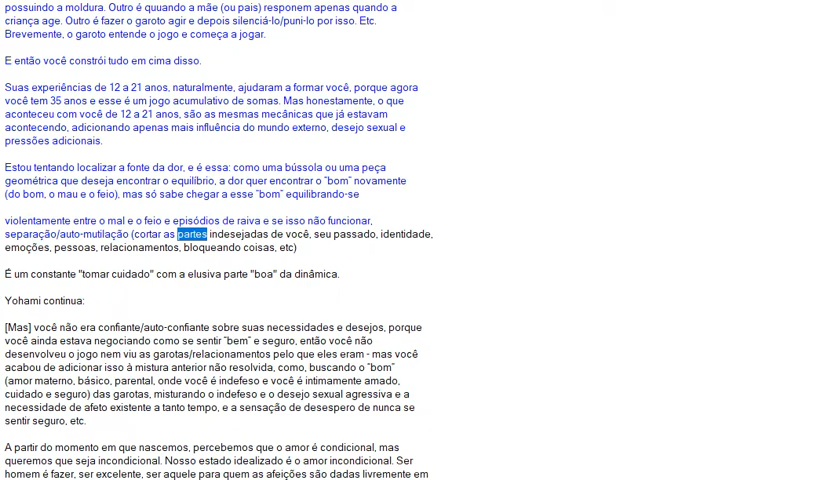 possuindo a moldura. Outro é quuando a mãe (ou pais) responem apenas quando a
criança age. Outro é fazer o garoto agir e depois silenciá-lo/puni-lo por isso. Etc.
Brevemente, o garoto entende o jogo e começa a jogar.
E então você constrói tudo em cima disso.
Suas experiências de 12 a 21 anos, naturalmente, ajudaram a formar você, porque agora
você tem 35 anos e esse é um jogo acumulativo de somas. Mas honestamente, o que
aconteceu com você de 12 a 21 anos, são as mesmas mecânicas que já estavam
acontecendo, adicionando apenas mais influência do mundo externo, desejo sexual e
pressões adicionais.
Estou tentando localizar a fonte da dor, e é essa: como uma bússola ou uma peça
geométrica que deseja encontrar o equilíbrio, a dor quer encontrar o "bom" novamente
(do bom, o mau e o feio), mas só sabe chegar a esse "bom" equilibrando-se
violentamente entre o mal e o feio e episódios de raiva e se isso não funcionar,
separação/auto-mutilação (cortar as partes indesejadas de você, seu passado, identidade,
emoções, pessoas, relacionamentos, bloqueando coisas, etc)
É um constante "tomar cuidado" com a elusiva parte "boa" da dinâmica.
Yohami continua:
[Mas] você não era confiante/auto-confiante sobre suas necessidades e desejos, porque
você ainda estava negociando como se sentir "bem" e seguro, então você não
desenvolveu o jogo nem viu as garotas/relacionamentos pelo que eles eram - mas você
acabou de adicionar isso à mistura anterior não resolvida, como, buscando o "bom"
(amor materno, básico, parental, onde você é indefeso e você é intimamente amado,
cuidado e seguro) das garotas, misturando o indefeso e o desejo sexual agressivo e a
necessidade de afeto existente a tanto tempo, e a sensação de desespero de nunca se
sentir seguro, etc.
A partir do momento em que nascemos, percebemos que o amor é condicional, mas
queremos que seja incondicional. Nosso estado idealizado é o amor incondicional. Ser
homem é fazer, ser excelente, ser aquele para quem as afeições são dadas livremente em